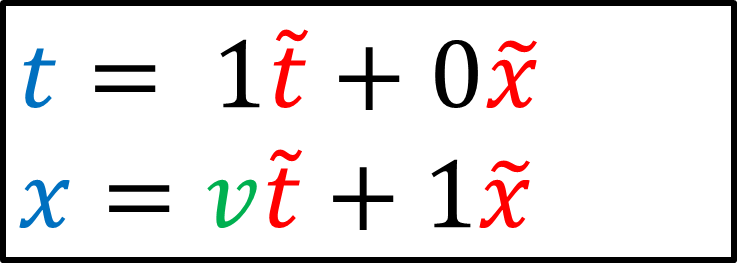 t = 1t̃ + 0x̃
x = vt̃ + 1x̃